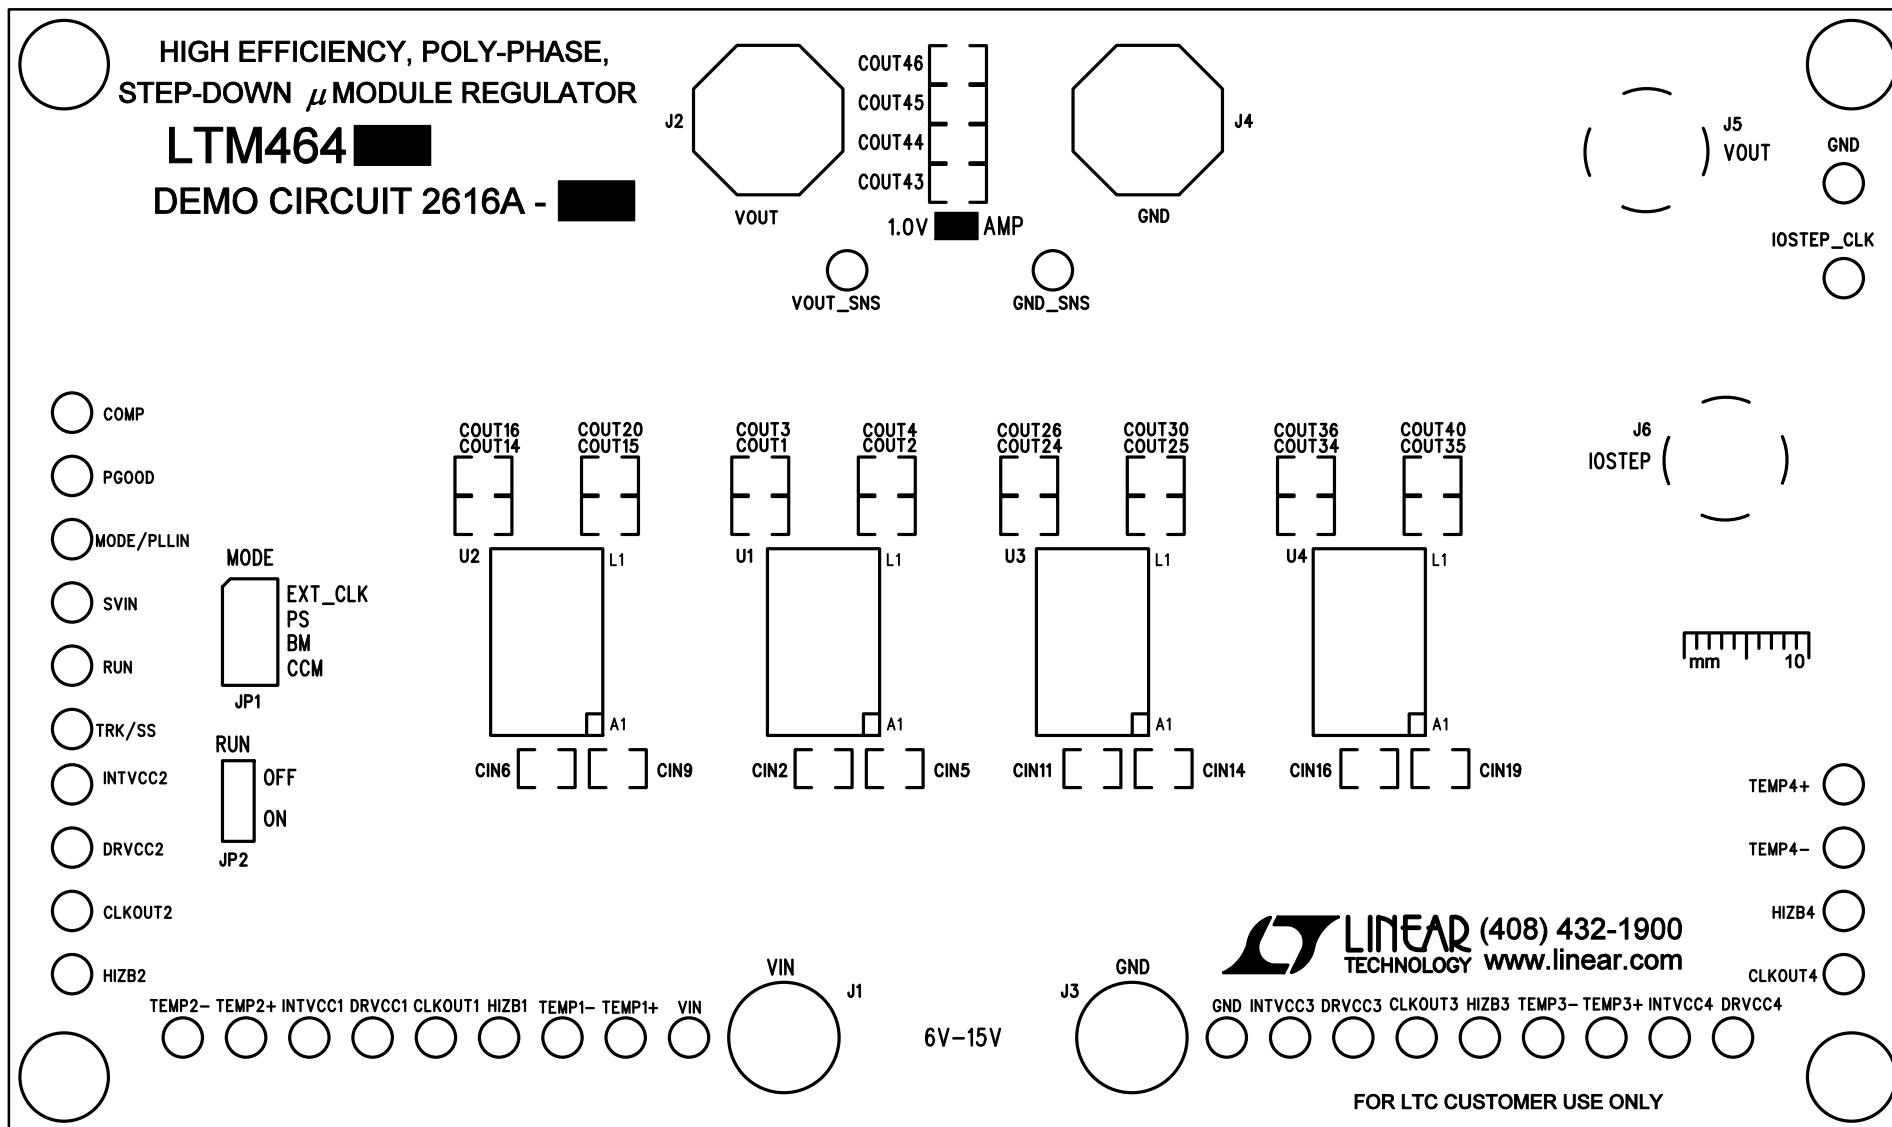 HIGH EFFICIENCY, POLY-PHASE,
STEP-DOWN μ MODULE REGULATOR
LTM464
DEMO CIRCUIT 2616A -
J2
VOUT
COUT46
COUT45
COUT44
COUT43
1.0V AMP
J4
GND
VOUT_SNS
GND_SNS
J5
VOUT
GND
IOSTEP_CLK
J6
IOSTEP
COMP
PGOOD
MODE/PLLIN
SVIN
RUN
TRK/SS
INTVCC2
DRVCC2
CLKOUT2
HIZB2
MODE
EXT_CLK
PS
BM
CCM
JP1
RUN
OFF
ON
JP2
COUT16
COUT14
COUT20
COUT15
U2
L1
A1
CIN6
CIN9
COUT3
COUT1
COUT4
COUT2
U1
L1
A1
CIN2
CIN5
COUT26
COUT24
COUT30
COUT25
U3
L1
A1
CIN11
CIN14
COUT36
COUT34
COUT40
COUT35
U4
L1
A1
CIN16
CIN19
mm 10
TEMP4+
TEMP4-
HIZB4
CLKOUT4
LINEAR (408) 432-1900
TECHNOLOGY www.linear.com
TEMP2- TEMP2+ INTVCC1 DRVCC1 CLKOUT1 HIZB1 TEMP1- TEMP1+ VIN
VIN
J1
6V-15V
GND
J3
GND INTVCC3 DRVCC3 CLKOUT3 HIZB3 TEMP3- TEMP3+ INTVCC4 DRVCC4
FOR LTC CUSTOMER USE ONLY